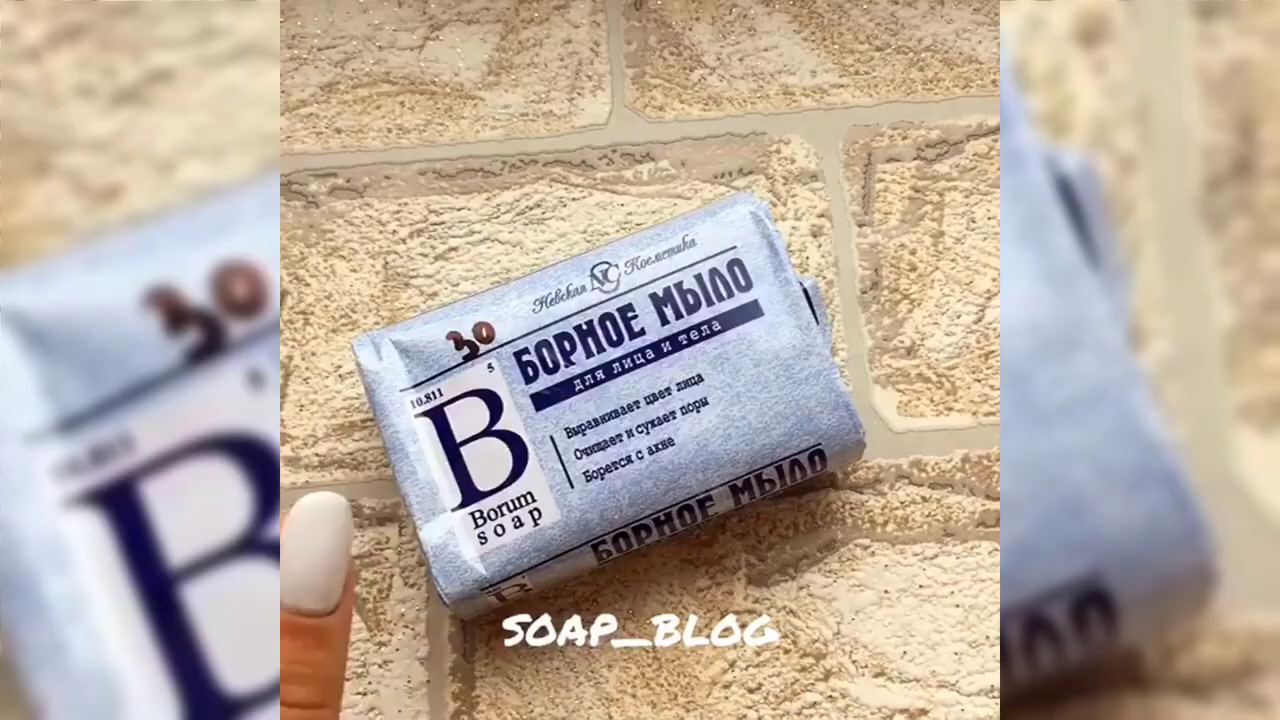 Невская NC Косметика
30
БОРНОЕ МЫЛО
для лица и тела
10.811 5
B
Borum
soap
Выравнивает цвет лица
Очищает и сужает поры
Борется с акне
БОРНОЕ МЫЛО
B
SOAP_BLOG